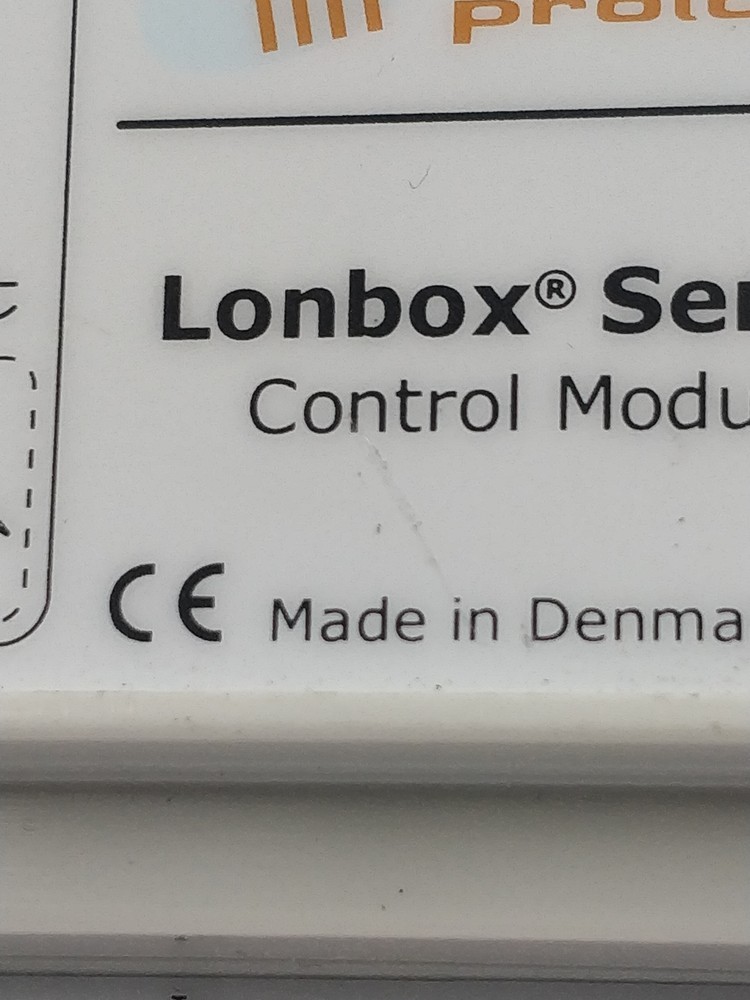 Lonbox® Ser
Control Modu
CE Made in Denma